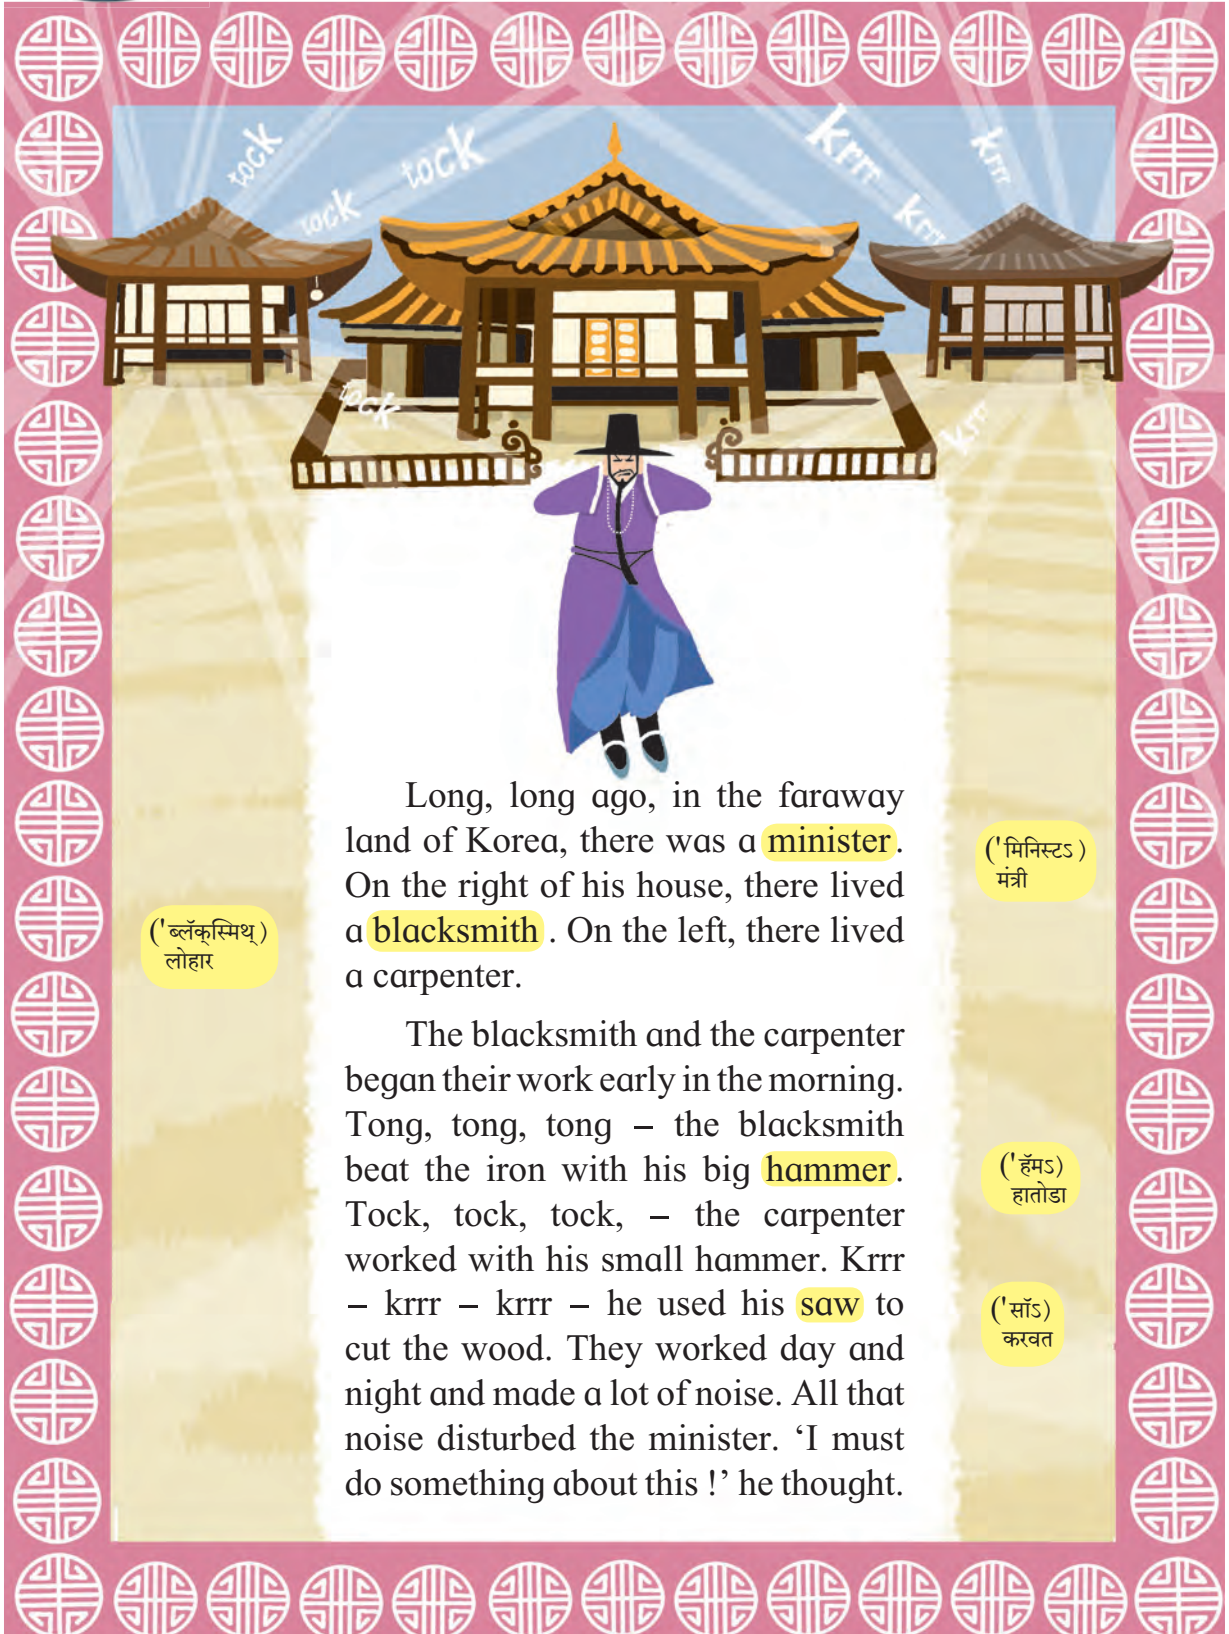 tock
tock
tock
krrr
krrr
krrr
tock
krrr
Long, long ago, in the faraway
land of Korea, there was a minister.
On the right of his house, there lived
a blacksmith . On the left, there lived
a carpenter.
The blacksmith and the carpenter
began their work early in the morning.
Tong, tong, tong – the blacksmith
beat the iron with his big hammer.
Tock, tock, tock, – the carpenter
worked with his small hammer. Krrr
– krrr – krrr – he used his saw to
cut the wood. They worked day and
night and made a lot of noise. All that
noise disturbed the minister. ‘I must
do something about this !’ he thought.
('ब्लॅक्‌स्मिथ्)
लोहार
('मिनिस्टऽ)
मंत्री
('हॅमऽ)
हातोडा
('सॉऽ)
करवत